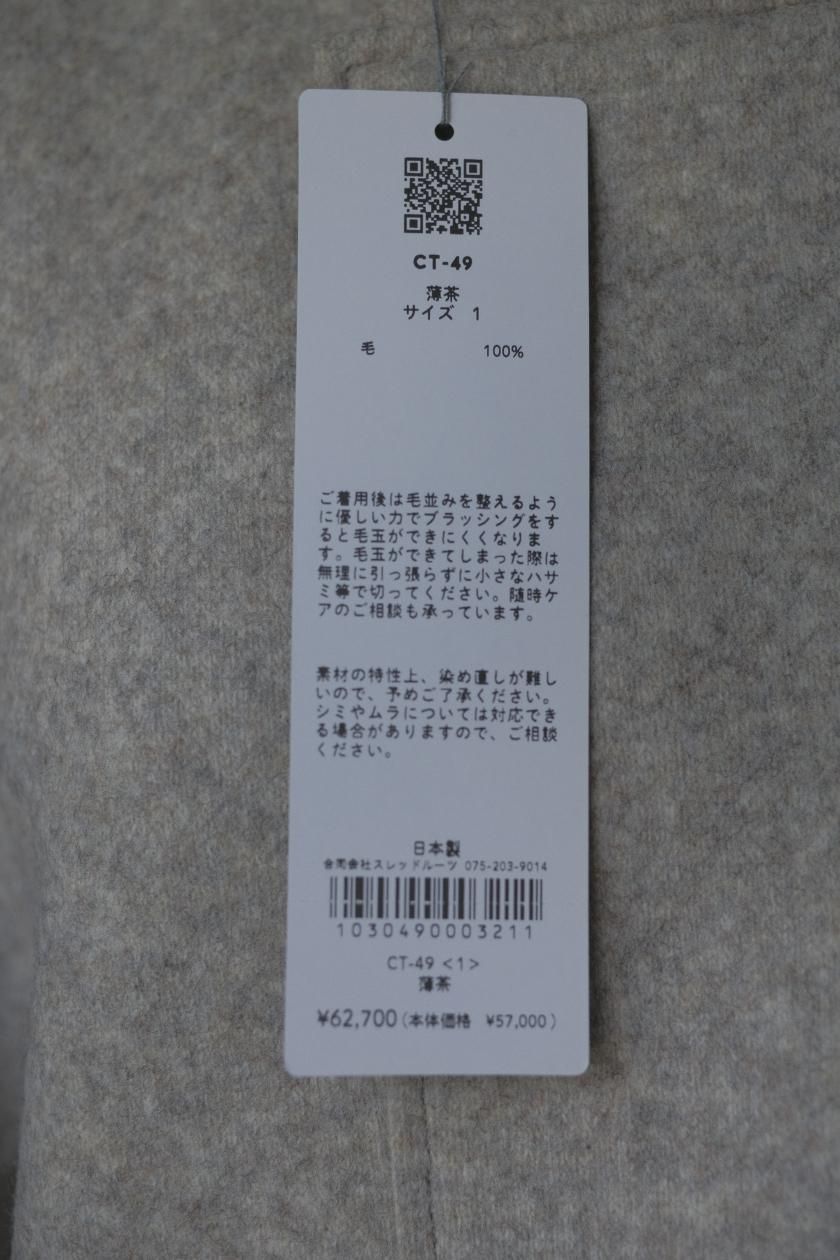 CT-49
薄茶
サイズ 1
毛 100%
ご着用後は毛並みを整えるよう
に優しい力でブラッシングをす
ると毛玉ができにくくなりま
す。毛玉ができてしまった際は
無理に引っ張らずに小さなハサ
ミ等で切ってください。随時ケ
アのご相談も承っています。
素材の特性上、染め直しが難し
いので、予めご了承ください。
シミやムラについては対応でき
る場合がありますので、ご相談
ください。
日本製
合同会社スレッドルーツ 075-203-9014
1030490003211
CT-49 <1>
薄茶
¥62,700(本体価格 ¥57,000)